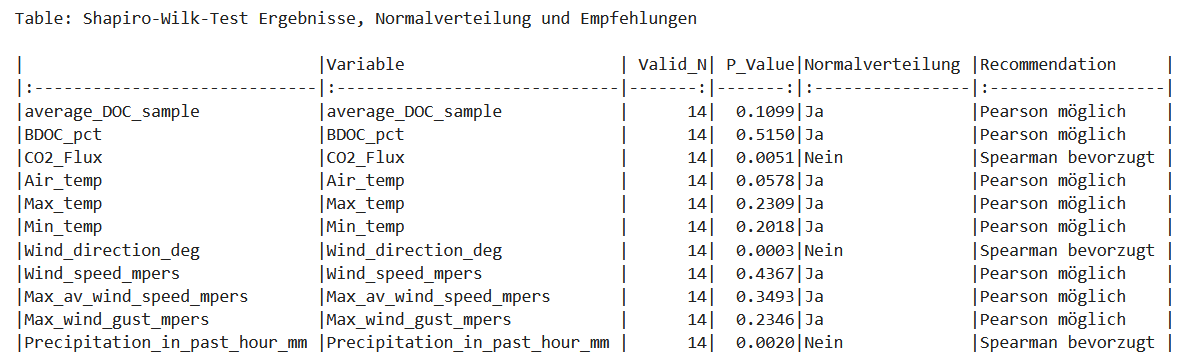 Table: Shapiro-Wilk-Test Ergebnisse, Normalverteilung und Empfehlungen
|                             |Variable                     | Valid_N| P_Value|Normalverteilung |Recommendation     |
|:----------------------------|:----------------------------|-------:|-------:|:----------------|:------------------|
|average_DOC_sample           |average_DOC_sample           |      14|  0.1099|Ja               |Pearson möglich    |
|BDOC_pct                     |BDOC_pct                     |      14|  0.5150|Ja               |Pearson möglich    |
|CO2_Flux                     |CO2_Flux                     |      14|  0.0051|Nein             |Spearman bevorzugt |
|Air_temp                     |Air_temp                     |      14|  0.0578|Ja               |Pearson möglich    |
|Max_temp                     |Max_temp                     |      14|  0.2309|Ja               |Pearson möglich    |
|Min_temp                     |Min_temp                     |      14|  0.2018|Ja               |Pearson möglich    |
|Wind_direction_deg           |Wind_direction_deg           |      14|  0.0003|Nein             |Spearman bevorzugt |
|Wind_speed_mpers             |Wind_speed_mpers             |      14|  0.4367|Ja               |Pearson möglich    |
|Max_av_wind_speed_mpers      |Max_av_wind_speed_mpers      |      14|  0.3493|Ja               |Pearson möglich    |
|Max_wind_gust_mpers          |Max_wind_gust_mpers          |      14|  0.2346|Ja               |Pearson möglich    |
|Precipitation_in_past_hour_mm |Precipitation_in_past_hour_mm |      14|  0.0020|Nein             |Spearman bevorzugt |